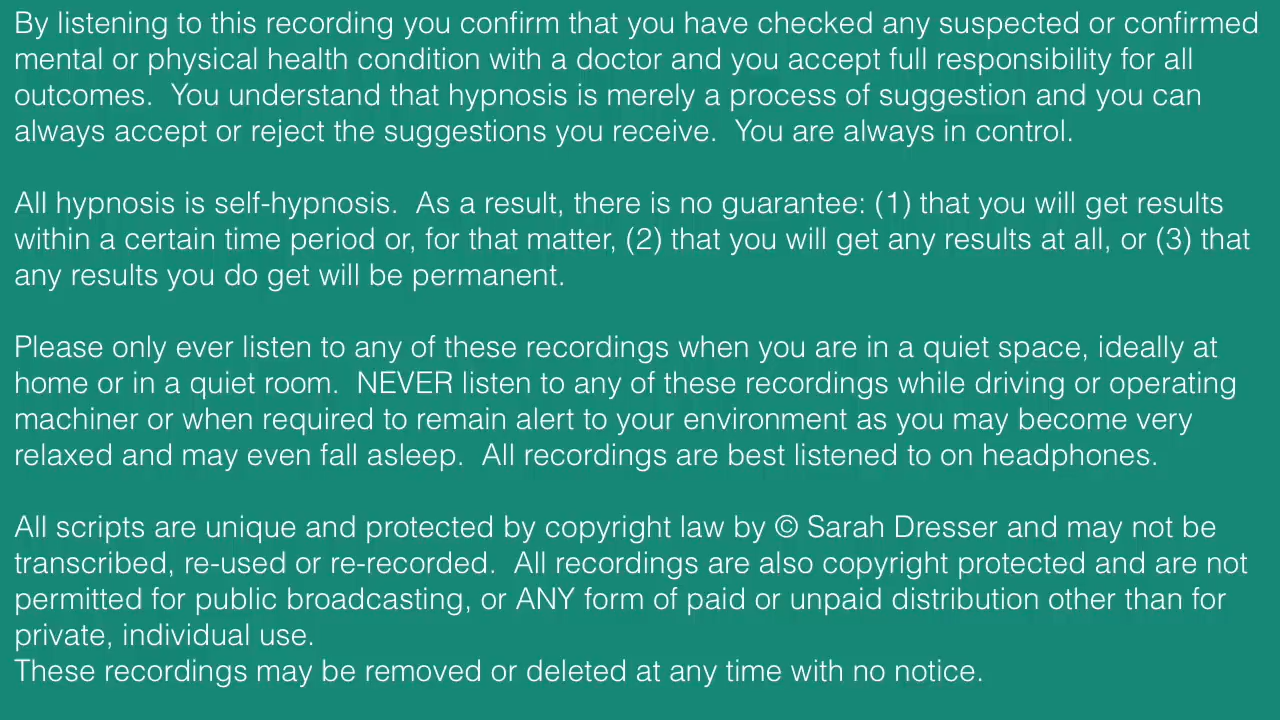 By listening to this recording you confirm that you have checked any suspected or confirmed
mental or physical health condition with a doctor and you accept full responsibility for all
outcomes.  You understand that hypnosis is merely a process of suggestion and you can
always accept or reject the suggestions you receive.  You are always in control.
All hypnosis is self-hypnosis.  As a result, there is no guarantee: (1) that you will get results
within a certain time period or, for that matter, (2) that you will get any results at all, or (3) that
any results you do get will be permanent.
Please only ever listen to any of these recordings when you are in a quiet space, ideally at
home or in a quiet room.  NEVER listen to any of these recordings while driving or operating
machiner or when required to remain alert to your environment as you may become very
relaxed and may even fall asleep.  All recordings are best listened to on headphones.
All scripts are unique and protected by copyright law by © Sarah Dresser and may not be
transcribed, re-used or re-recorded.  All recordings are also copyright protected and are not
permitted for public broadcasting, or ANY form of paid or unpaid distribution other than for
private, individual use.
These recordings may be removed or deleted at any time with no notice.